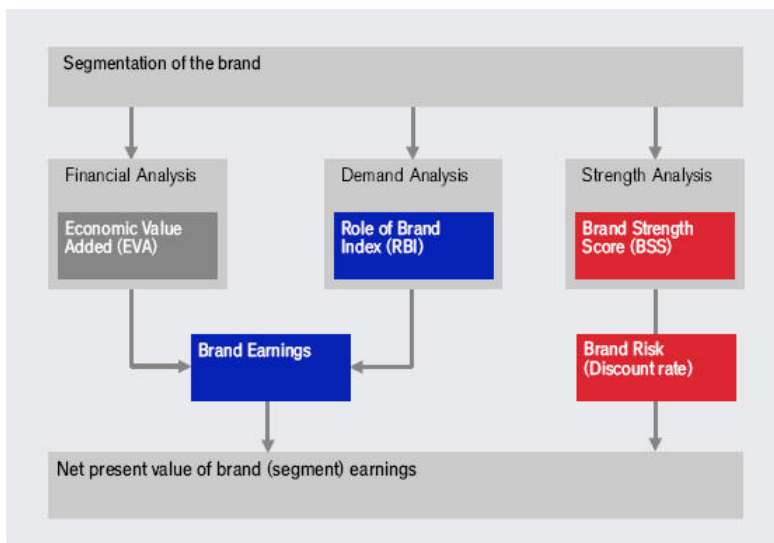 Segmentation of the brand
Financial Analysis
Economic Value
Added (EVA)
Demand Analysis
Role of Brand
Index (RBI)
Strength Analysis
Brand Strength
Score (BSS)
Brand Earnings
Brand Risk
(Discount rate)
Net present value of brand (segment) earnings